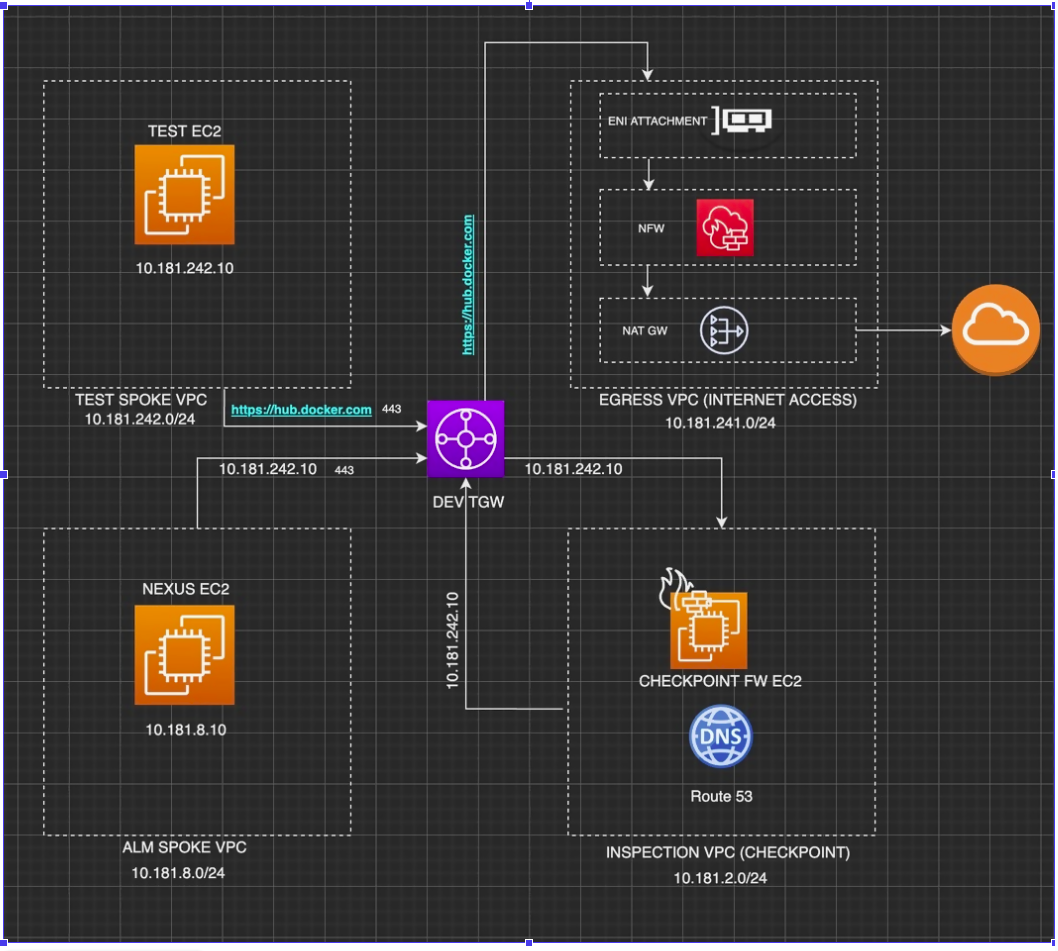 TEST EC2
10.181.242.10
TEST SPOKE VPC
10.181.242.0/24
https://hub.docker.com 443
https://hub.docker.com
ENI ATTACHMENT
NFW
NAT GW
EGRESS VPC (INTERNET ACCESS)
10.181.241.0/24
10.181.242.10 443
DEV TGW
10.181.242.10
10.181.242.10
NEXUS EC2
10.181.8.10
ALM SPOKE VPC
10.181.8.0/24
CHECKPOINT FW EC2
DNS
Route 53
INSPECTION VPC (CHECKPOINT)
10.181.2.0/24